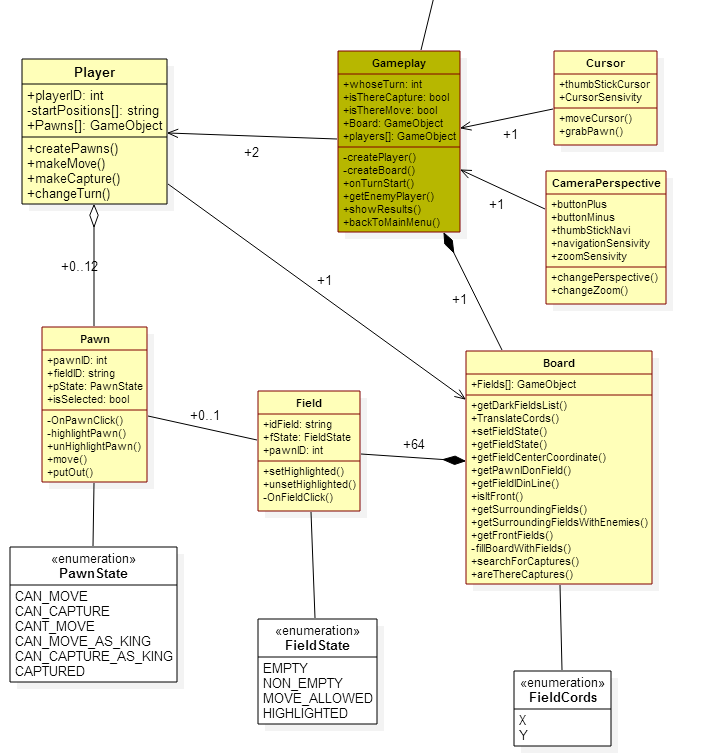 Player
+playerID: int
-startPositions[]: string
+Pawns[]: GameObject
+createPawns()
+makeMove()
+makeCapture()
+changeTurn()
Gameplay
+whoseTurn: int
+isThereCapture: bool
+isThereMove: bool
+Board: GameObject
+players[]: GameObject
-createPlayer()
-createBoard()
+onTurnStart()
+getEnemyPlayer()
+showResults()
+backToMainMenu()
Cursor
+thumbStickCursor
+CursorSensivity
+moveCursor()
+grabPawn()
CameraPerspective
+buttonPlus
+buttonMinus
+thumbStickNavi
+navigationSensivity
+zoomSensivity
+changePerspective()
+changeZoom()
+2
+1
+1
+1
+1
+0..12
Pawn
+pawnID: int
+fieldID: string
+pState: PawnState
+isSelected: bool
-OnPawnClick()
-highlightPawn()
+unHighlightPawn()
+move()
+putOut()
+0..1
Field
+idField: string
+fState: FieldState
+pawnID: int
+setHighlighted()
+unsetHighlighted()
-OnFieldClick()
+64
Board
+Fields[]: GameObject
+getDarkFieldsList()
+TranslateCords()
+setFieldState()
+getFieldState()
+getFieldCenterCoordinate()
+getPawnIDonField()
+getFieldIDinLine()
+isItFront()
+getSurroundingFields()
+getSurroundingFieldsWithEnemies()
+getFrontFields()
-fillBoardWithFields()
+searchForCaptures()
+areThereCaptures()
«enumeration»
PawnState
CAN_MOVE
CAN_CAPTURE
CANT_MOVE
CAN_MOVE_AS_KING
CAN_CAPTURE_AS_KING
CAPTURED
«enumeration»
FieldState
EMPTY
NON_EMPTY
MOVE_ALLOWED
HIGHLIGHTED
«enumeration»
FieldCords
X
Y